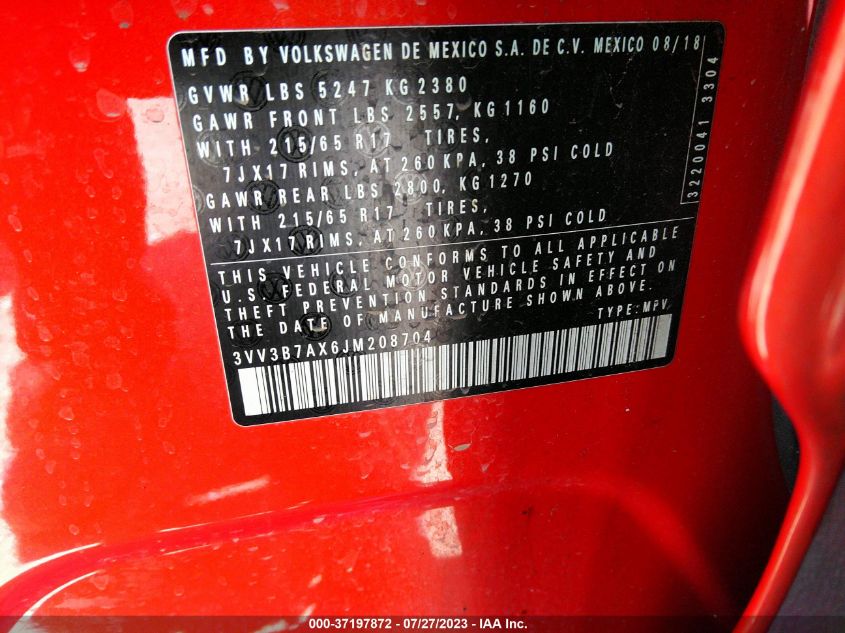 MFD BY VOLKSWAGEN DE MEXICO S.A. DE C.V. MEXICO 08/18
GVWR LBS 5247 KG 2380
GAWR FRONT LBS 2557, KG 1160
WITH 215/65 R17 TIRES,
7JX17 RIMS, AT 260KPA, 38 PSI COLD
GAWR REAR LBS 2800, KG 1270
WITH 215/65 R17 TIRES,
7JX17 RIMS, AT 260KPA, 38 PSI COLD
3220041 3304
THIS VEHICLE CONFORMS TO ALL APPLICABLE
U.S. FEDERAL MOTOR VEHICLE SAFETY AND
THEFT PREVENTION STANDARDS IN EFFECT ON
THE DATE OF MANUFACTURE SHOWN ABOVE.
TYPE: MPV
3VV3B7AX6JM208704
000-37197872 - 07/27/2023 - IAA Inc.